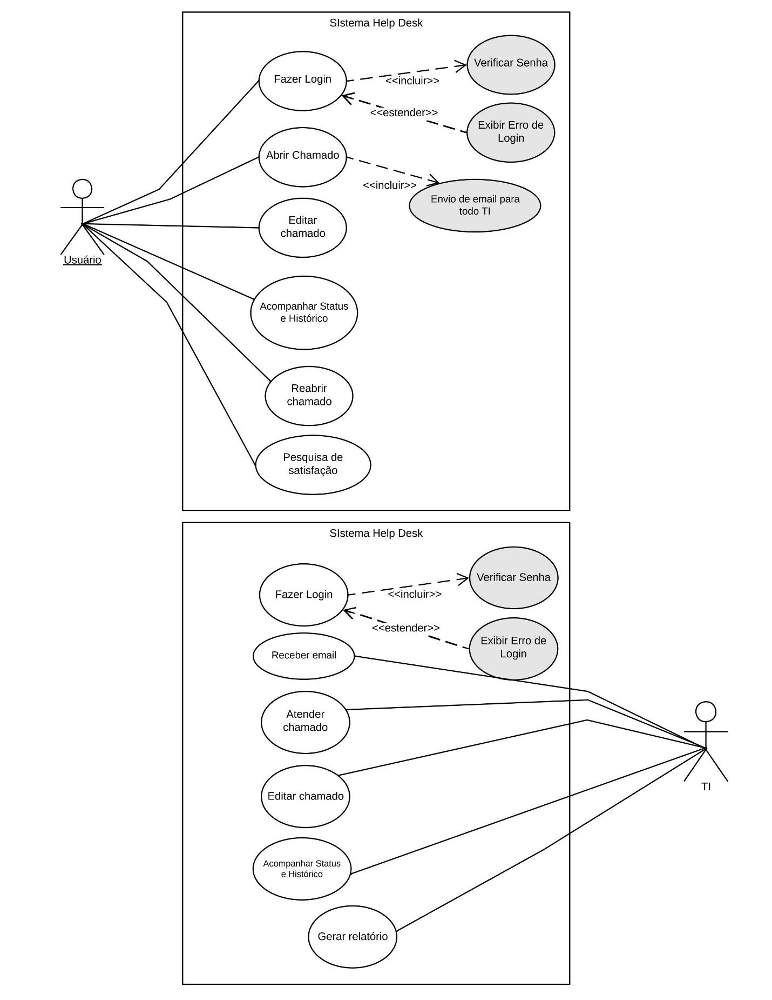 SIstema Help Desk
Verificar Senha
Fazer Login
<<incluir>>
<<estender>>
Exibir Erro de
Login
Abrir Chamado
<<incluir>>
Envio de email para
todo TI
Editar
chamado
Usuário
Acompanhar Status
e Histórico
Reabrir
chamado
Pesquisa de
satisfação
SIstema Help Desk
Verificar Senha
Fazer Login
<<incluir>>
<<estender>>
Exibir Erro de
Login
Receber email
Atender
chamado
TI
Editar chamado
Acompanhar Status
e Histórico
Gerar relatório